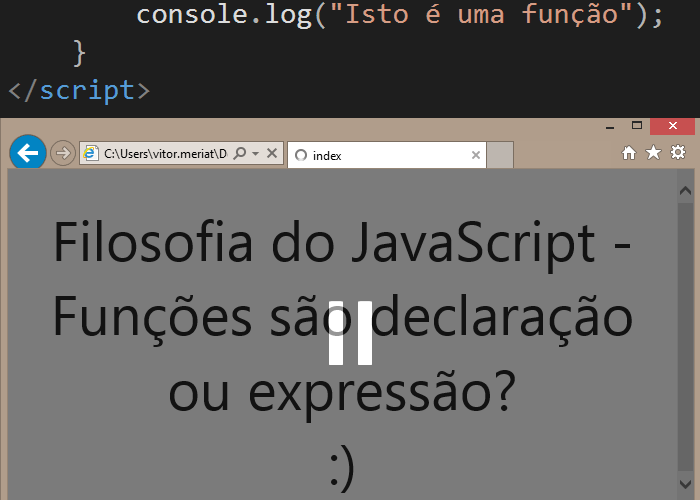 console.log("Isto é uma função");
}
</script>
C:\Users\vitor.meriat\D
index
Filosofia do JavaScript -
Funções são declaração
ou expressão?
:)